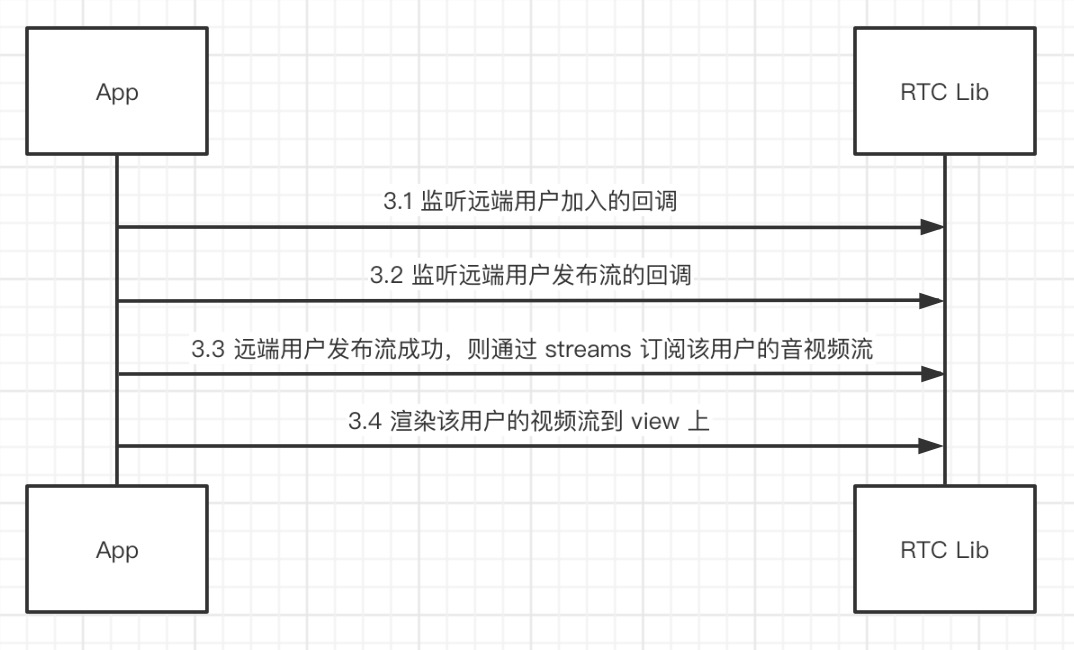 App
RTC Lib
3.1 监听远端用户加入的回调
3.2 监听远端用户发布流的回调
3.3 远端用户发布流成功，则通过 streams 订阅该用户的音视频流
3.4 渲染该用户的视频流到 view 上
App
RTC Lib